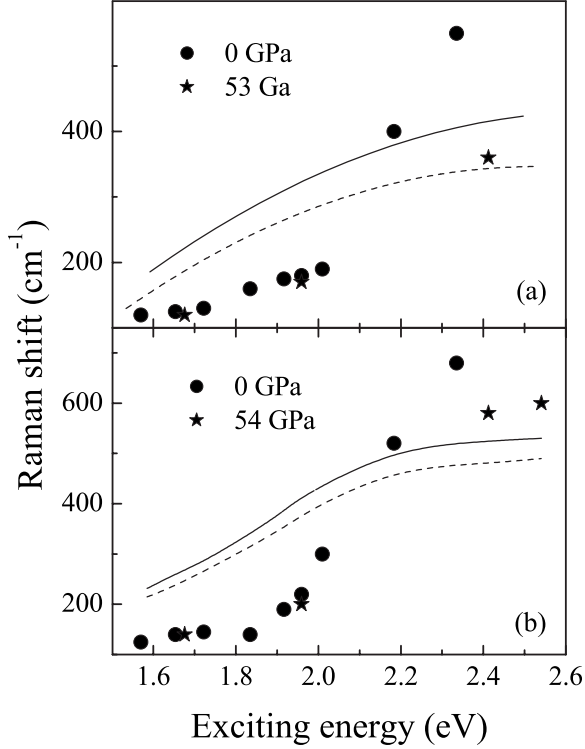 0 GPa
53 Ga
400
200
(a)
0 GPa
54 GPa
600
400
200
(b)
1.6 1.8 2.0 2.2 2.4 2.6
Exciting energy (eV)
Raman shift (cm⁻¹)